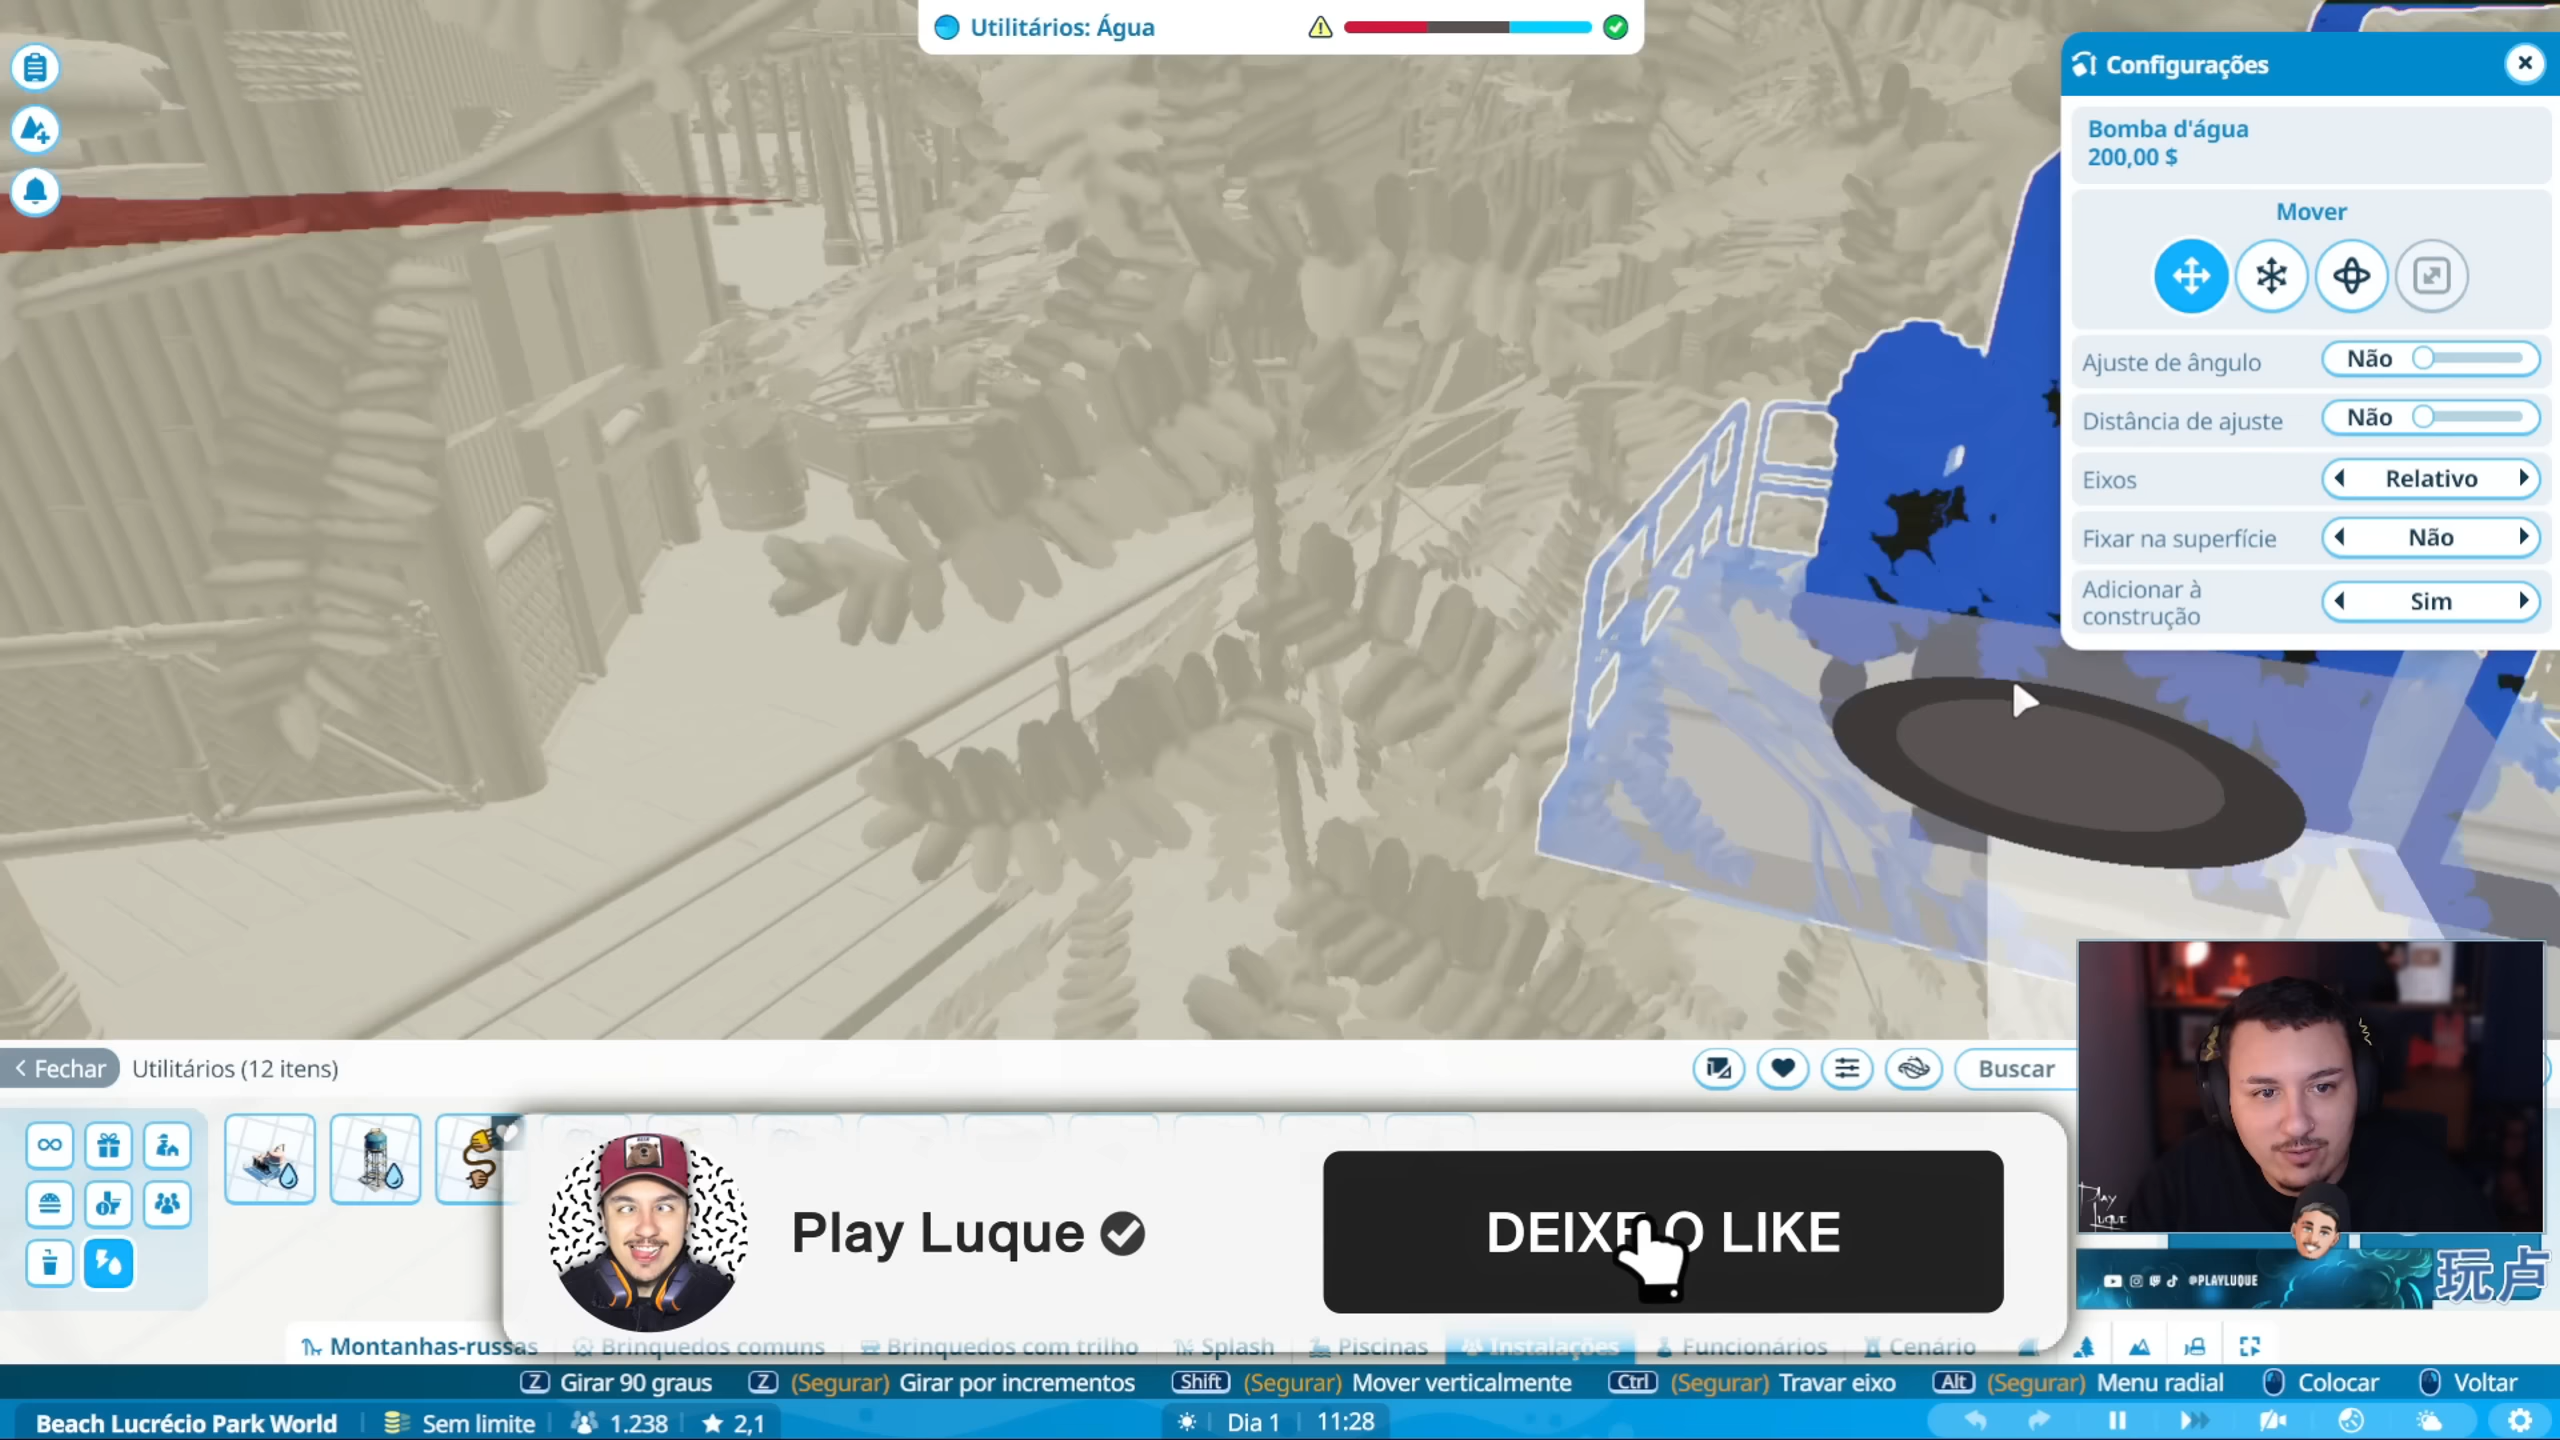 Utilitários: Água
Configurações
Bomba d'água
200,00 $
Mover
Ajuste de ângulo
Não
Distância de ajuste
Não
Eixos
Relativo
Fixar na superfície
Não
Adicionar à
construção
Sim
Fechar
Utilitários (12 itens)
Buscar
Play Luque
DEIXE O LIKE
PLAY
LUQUE
@PLAYLUQUE
玩卢
Montanhas-russas
Brinquedos comuns
Brinquedos com trilho
Splash
Piscinas
Instalações
Funcionários
Cenário
Z Girar 90 graus
Z (Segurar) Girar por incrementos
Shift (Segurar) Mover verticalmente
Ctrl (Segurar) Travar eixo
Alt (Segurar) Menu radial
Colocar
Voltar
Beach Lucrécio Park World
Sem limite
1.238
2,1
Dia 1
11:28